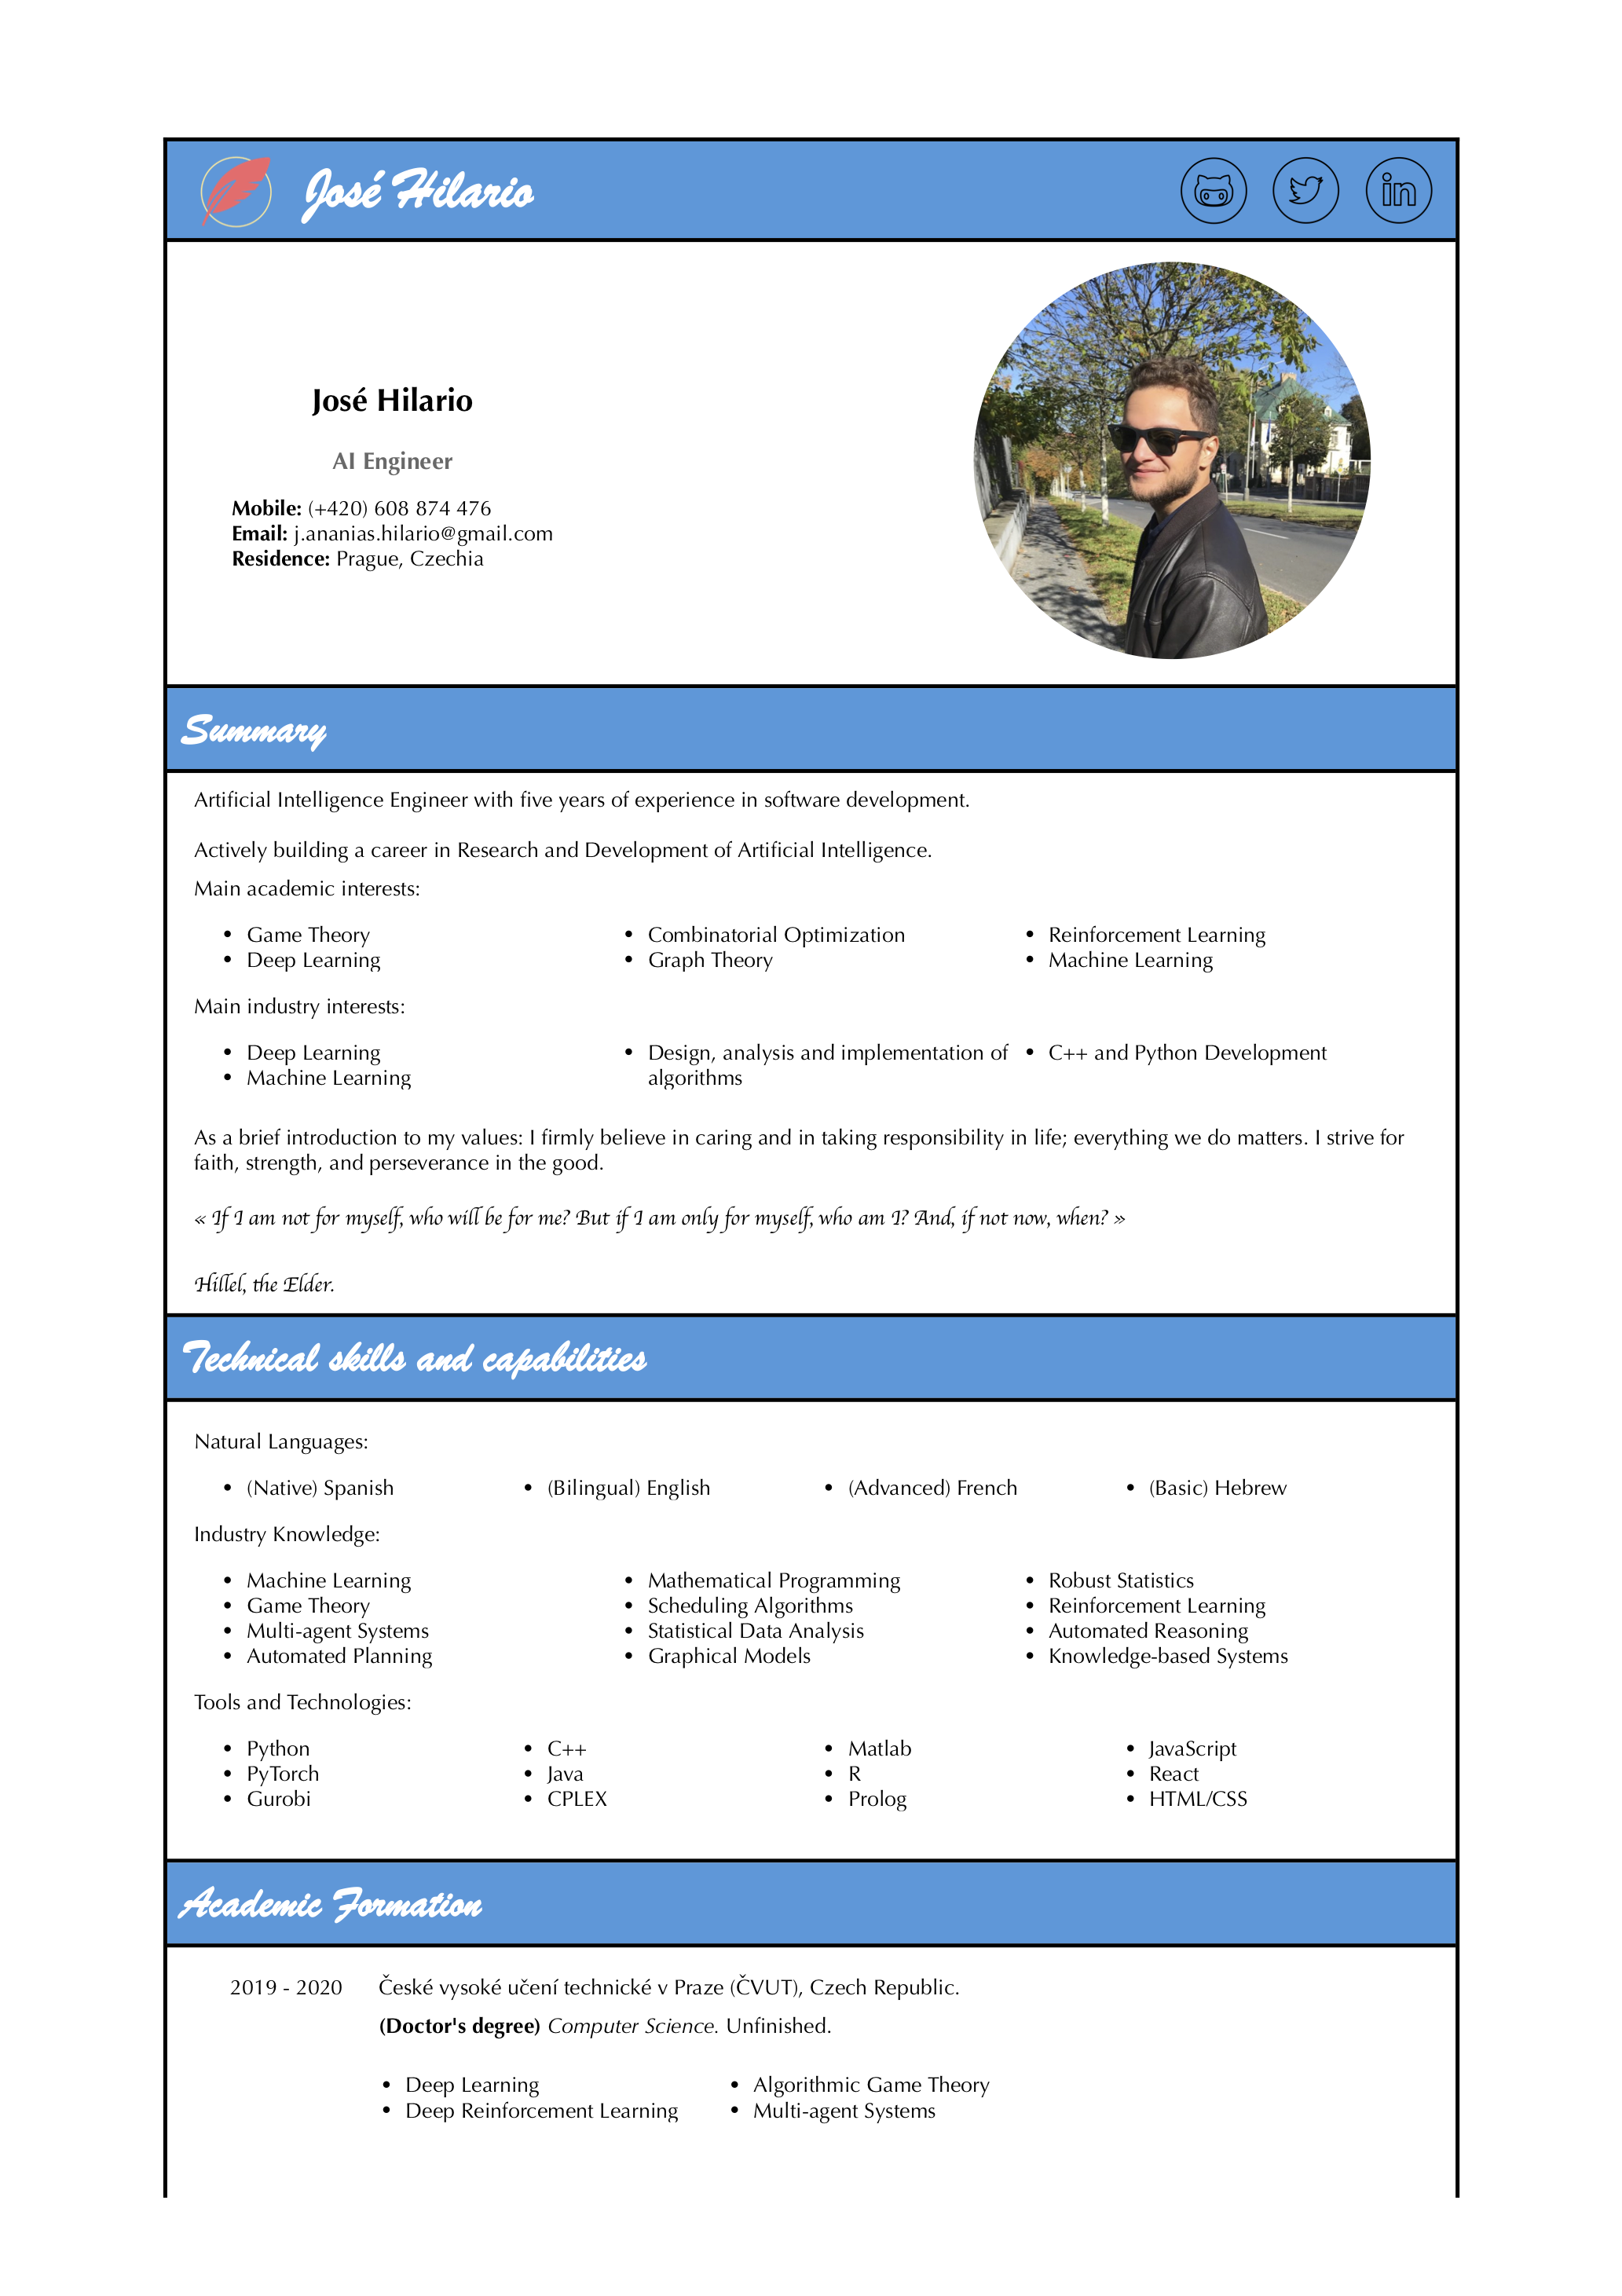 José Hilario
in
José Hilario
AI Engineer
Mobile: (+420) 608 874 476
Email: j.ananias.hilario@gmail.com
Residence: Prague, Czechia
Summary
Artificial Intelligence Engineer with five years of experience in software development.
Actively building a career in Research and Development of Artificial Intelligence.
Main academic interests:
• Game Theory
• Deep Learning
• Combinatorial Optimization
• Graph Theory
• Reinforcement Learning
• Machine Learning
Main industry interests:
• Deep Learning
• Machine Learning
• Design, analysis and implementation of
algorithms
• C++ and Python Development
As a brief introduction to my values: I firmly believe in caring and in taking responsibility in life; everything we do matters. I strive for
faith, strength, and perseverance in the good.
« If I am not for myself, who will be for me? But if I am only for myself, who am I? And, if not now, when? »
Hillel, the Elder.
Technical skills and capabilities
Natural Languages:
• (Native) Spanish
• (Bilingual) English
• (Advanced) French
• (Basic) Hebrew
Industry Knowledge:
• Machine Learning
• Game Theory
• Multi-agent Systems
• Automated Planning
• Mathematical Programming
• Scheduling Algorithms
• Statistical Data Analysis
• Graphical Models
• Robust Statistics
• Reinforcement Learning
• Automated Reasoning
• Knowledge-based Systems
Tools and Technologies:
• Python
• PyTorch
• Gurobi
• C++
• Java
• CPLEX
• Matlab
• R
• Prolog
• JavaScript
• React
• HTML/CSS
Academic Formation
2019 - 2020 České vysoké učení technické v Praze (ČVUT), Czech Republic.
(Doctor's degree) Computer Science. Unfinished.
• Deep Learning
• Deep Reinforcement Learning
• Algorithmic Game Theory
• Multi-agent Systems